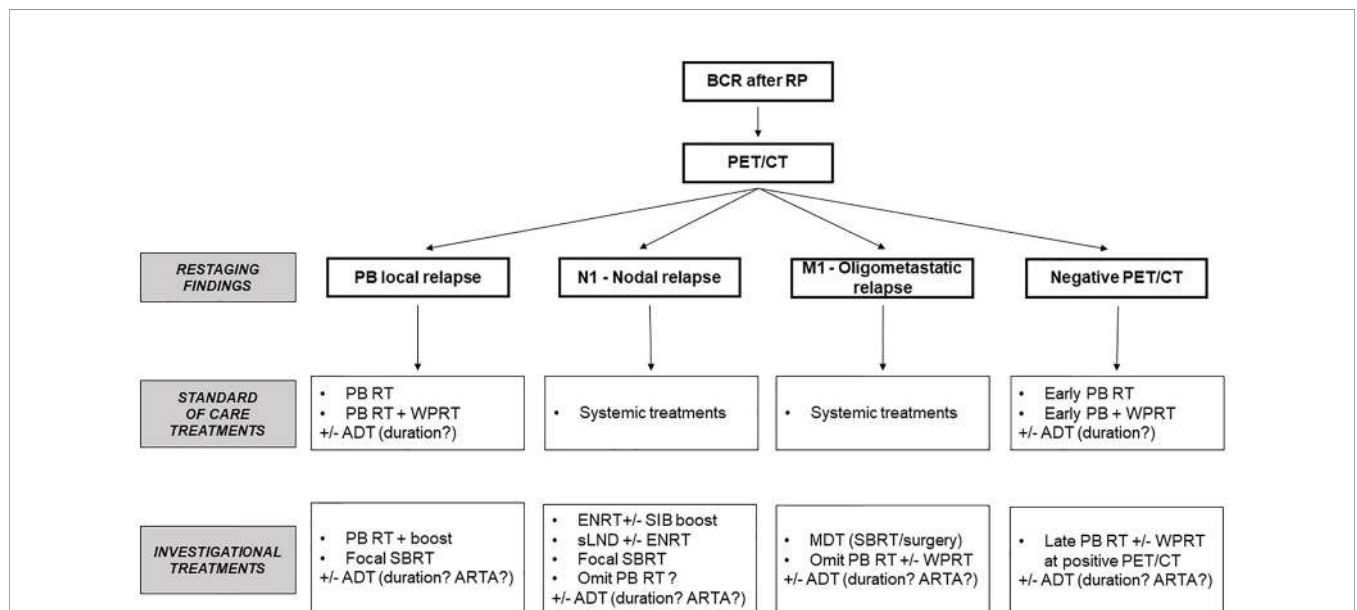 BCR after RP
PET/CT
RESTAGING
FINDINGS
PB local relapse
N1 - Nodal relapse
M1 - Oligometastatic
relapse
Negative PET/CT
STANDARD
OF CARE
TREATMENTS
• PB RT
• PB RT + WPRT
+/- ADT (duration?)
• Systemic treatments
• Systemic treatments
• Early PB RT
• Early PB + WPRT
+/- ADT (duration?)
INVESTIGATIONAL
TREATMENTS
• PB RT + boost
• Focal SBRT
+/- ADT (duration? ARTA?)
• ENRT+/- SIB boost
• sLND +/- ENRT
• Focal SBRT
• Omit PB RT ?
+/- ADT (duration? ARTA?)
• MDT (SBRT/surgery)
• Omit PB RT +/- WPRT
+/- ADT (duration? ARTA?)
• Late PB RT +/- WPRT
at positive PET/CT
+/- ADT (duration? ARTA?)